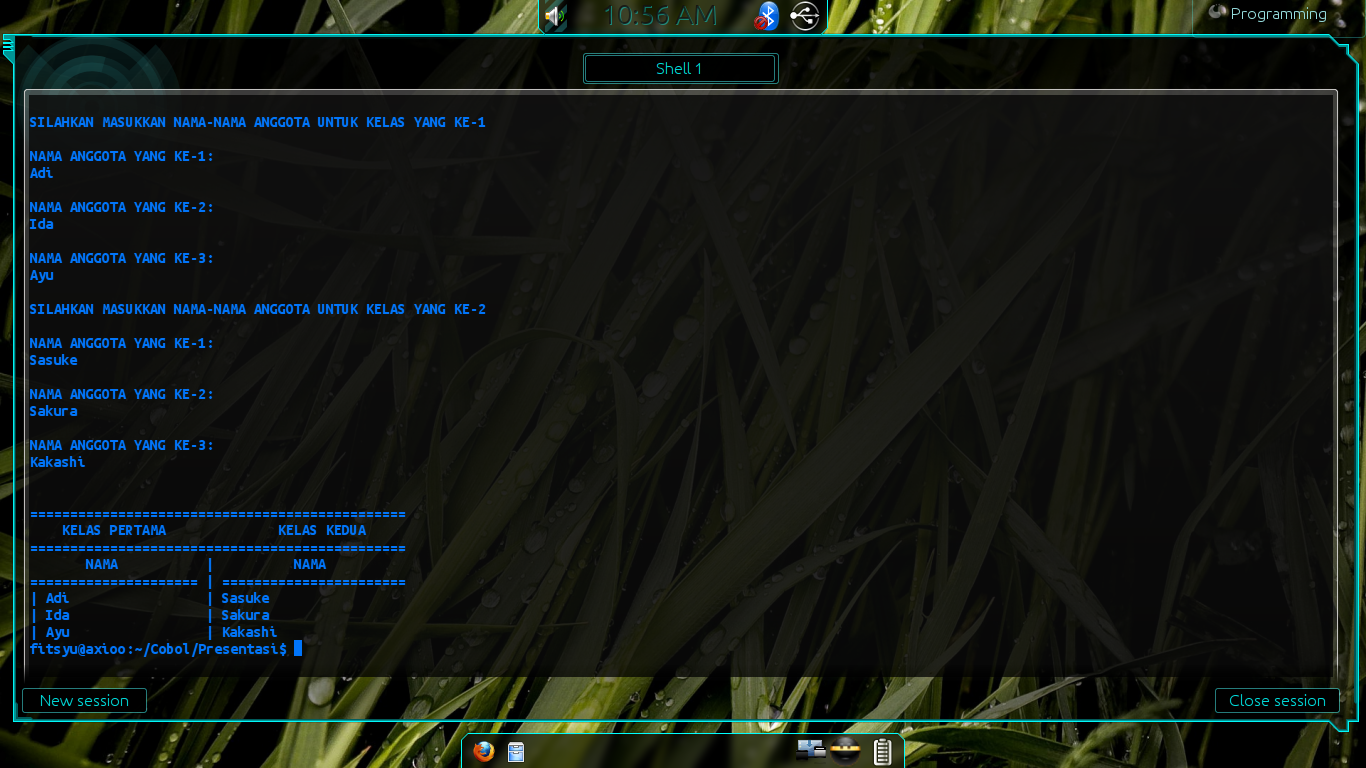 10:56 AM
Programming
Shell 1
SILAHKAN MASUKKAN NAMA-NAMA ANGGOTA UNTUK KELAS YANG KE-1
NAMA ANGGOTA YANG KE-1:
Adi
NAMA ANGGOTA YANG KE-2:
Ida
NAMA ANGGOTA YANG KE-3:
Ayu
SILAHKAN MASUKKAN NAMA-NAMA ANGGOTA UNTUK KELAS YANG KE-2
NAMA ANGGOTA YANG KE-1:
Sasuke
NAMA ANGGOTA YANG KE-2:
Sakura
NAMA ANGGOTA YANG KE-3:
Kakashi
===============================================
    KELAS PERTAMA              KELAS KEDUA
===============================================
       NAMA           |          NAMA
===================== | =======================
| Adi                 | Sasuke
| Ida                 | Sakura
| Ayu                 | Kakashi
fitsyu@axioo:~/Cobol/Presentasi$
New session
Close session